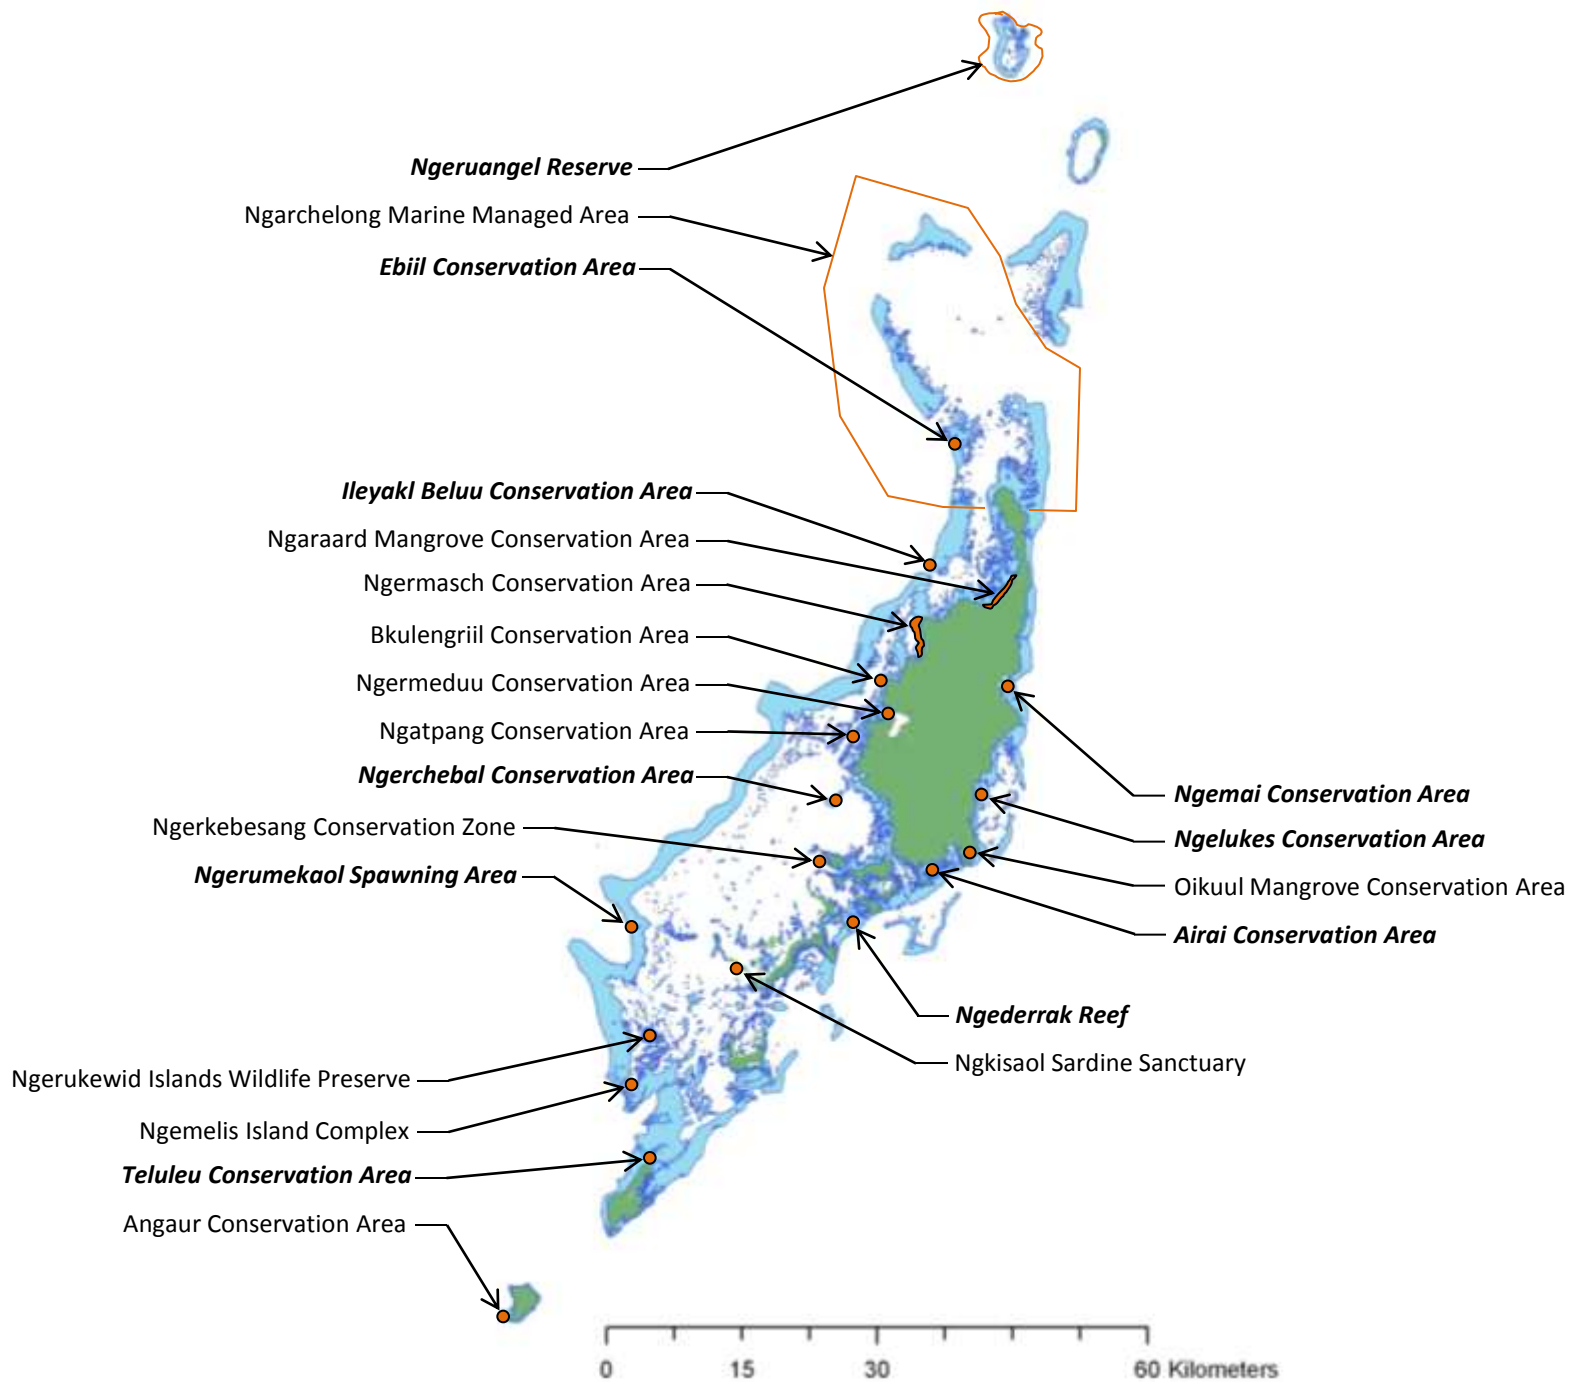 Ngeruangel Reserve
Ngarchelong Marine Managed Area
Ebiil Conservation Area
Ileyakl Beluu Conservation Area
Ngaraard Mangrove Conservation Area
Ngermasch Conservation Area
Bkulengriil Conservation Area
Ngermeduu Conservation Area
Ngatpang Conservation Area
Ngerchebal Conservation Area
Ngerkebesang Conservation Zone
Ngerumekaol Spawning Area
Ngemai Conservation Area
Ngelukes Conservation Area
Oikuul Mangrove Conservation Area
Airai Conservation Area
Ngederrak Reef
Ngkisaol Sardine Sanctuary
Ngerukewid Islands Wildlife Preserve
Ngemelis Island Complex
Teluleu Conservation Area
Angaur Conservation Area
0 15 30 60 Kilometers